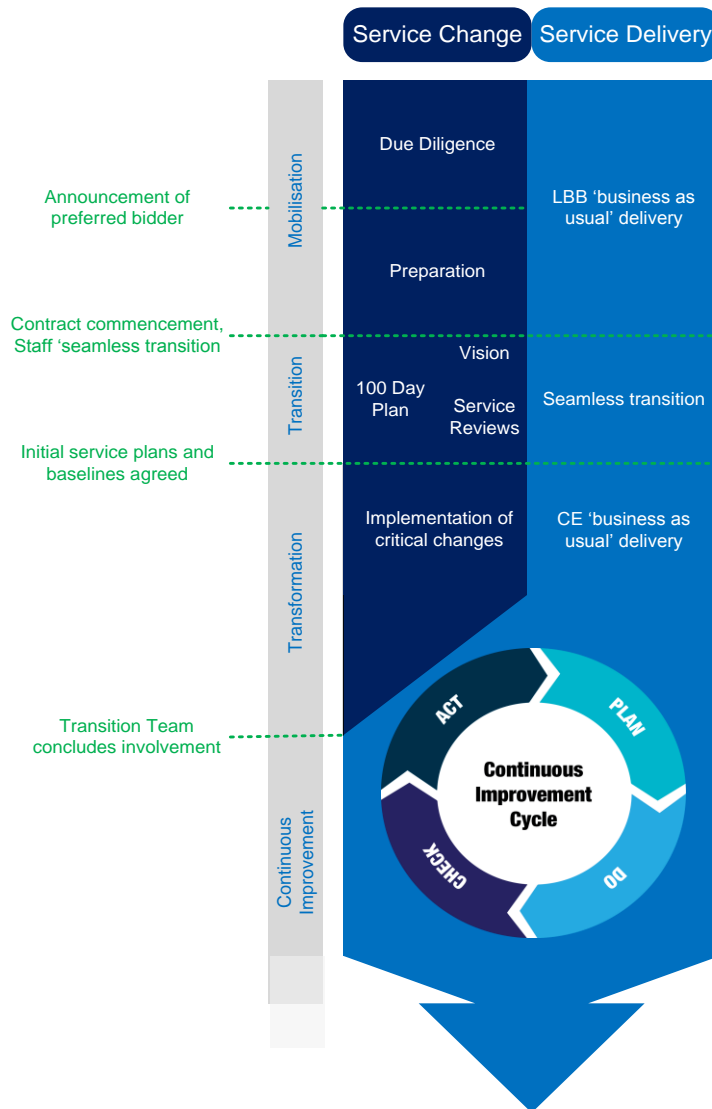 Service Change
Service Delivery
Due Diligence
Announcement of
preferred bidder
Mobilisation
LBB ‘business as
usual’ delivery
Preparation
Contract commencement,
Staff ‘seamless transition
Vision
100 Day
Plan
Transition
Service
Reviews
Seamless transition
Initial service plans and
baselines agreed
Implementation of
critical changes
CE ‘business as
usual’ delivery
Transformation
Transition Team
concludes involvement
ACT
PLAN
Continuous
Improvement
Cycle
CHECK
DO
Continuous
Improvement